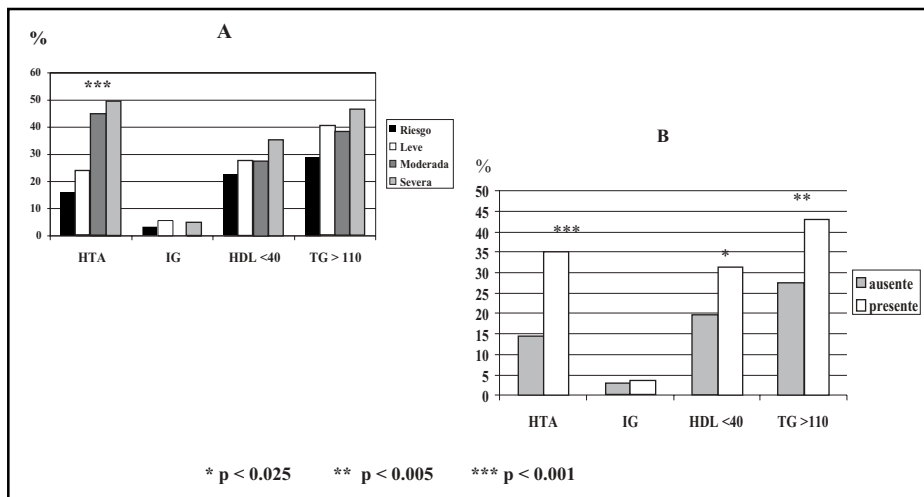 A
%
60
50
40
30
20
10
0
***
HTA
IG
HDL <40
TG > 110
Riesgo
Leve
Moderada
Severa
B
%
50
45
40
35
30
25
20
15
10
5
0
***
*
**
HTA
IG
HDL <40
TG >110
ausente
presente
* p < 0.025 ** p < 0.005 *** p < 0.001